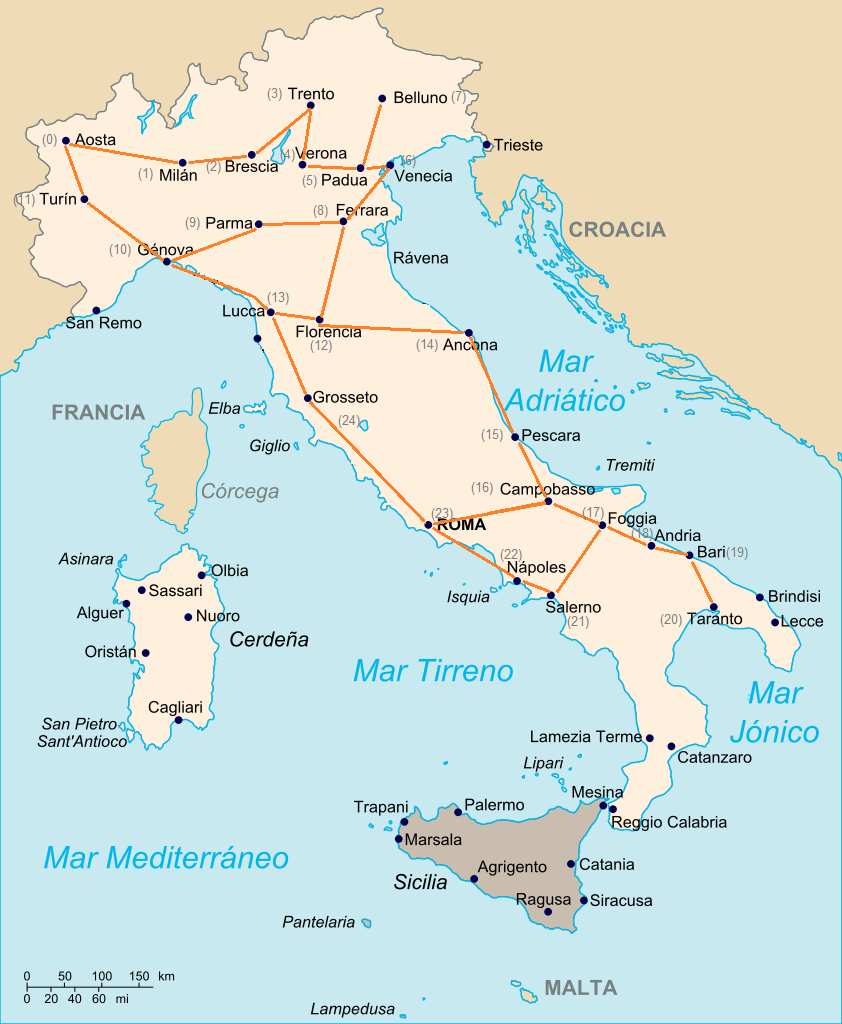 (3) Trento
Belluno (7)
(0) Aosta
Trieste
(4) Verona
(6)
(1) Milán
(2) Brescia
(5) Padua
Venecia
(11) Turín
(9) Parma
(8) Ferrara
CROACIA
(10) Génova
Rávena
(13)
Lucca
San Remo
Florencia
(12)
(14) Ancona
Mar
Adriático
Grosseto
FRANCIA
Elba
(24)
Giglio
(15) Pescara
Tremiti
Córcega
(16)
Campobasso
(17)
Foggia
(23)
ROMA
(18)
Andria
Bari (19)
(22)
Nápoles
Asinara
Olbia
Sassari
Isquia
Salerno
(21)
Brindisi
Alguer
Nuoro
(20) Taranto
Lecce
Cerdeña
Oristán
Mar Tirreno
Mar
Jónico
Cagliari
San Pietro
Sant'Antioco
Lamezia Terme
Catanzaro
Lipari
Mesina
Trapani
Palermo
Reggio Calabria
Marsala
Mar Mediterráneo
Agrigento
Catania
Sicilia
Ragusa
Siracusa
Pantelaria
0 50 100 150 km
0 20 40 60 mi
MALTA
Lampedusa